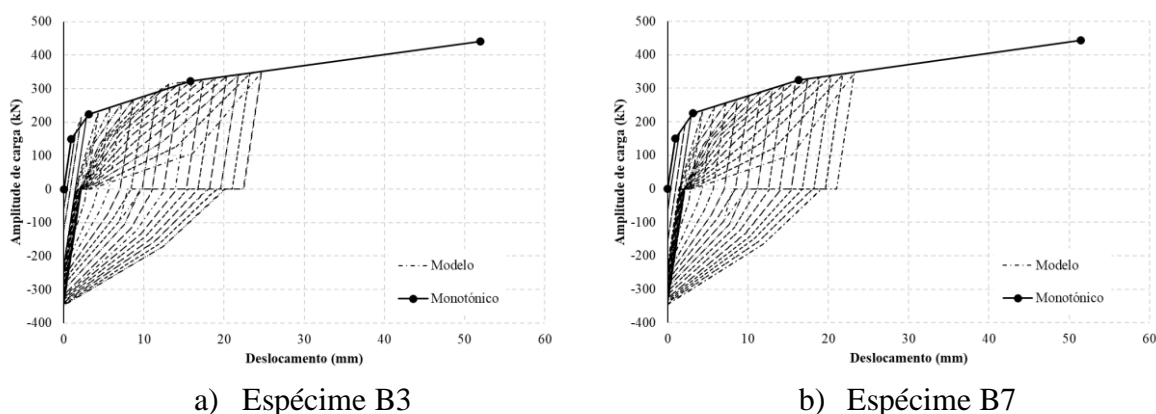 500
400
300
200
100
0
-100
-200
-300
-400
Amplitude de carga (kN)
Modelo
Monotónico
0 10 20 30 40 50 60
Deslocamento (mm)
a) Espécime B3
500
400
300
200
100
0
-100
-200
-300
-400
Amplitude de carga (kN)
Modelo
Monotónico
0 10 20 30 40 50 60
Deslocamento (mm)
b) Espécime B7